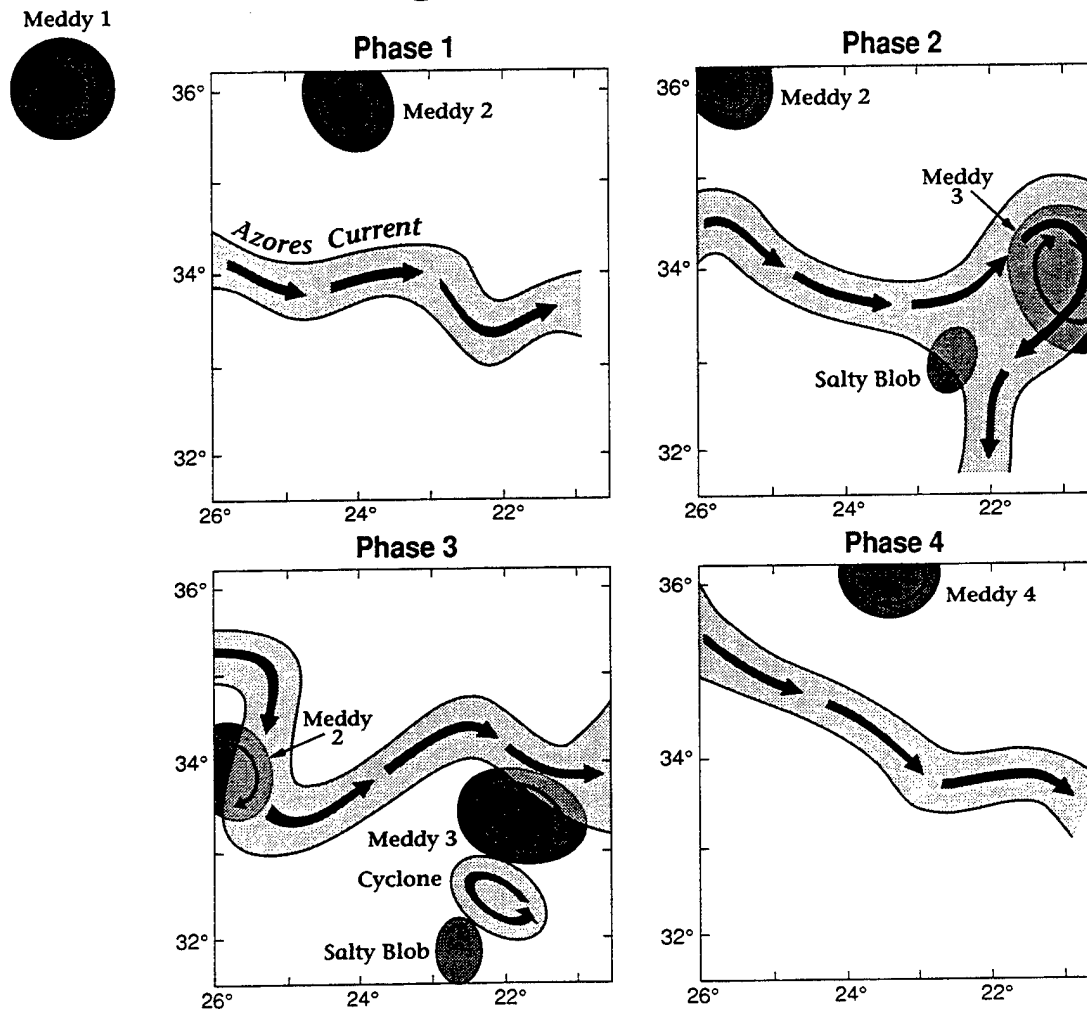 Meddy 1
Phase 1
36°
34°
32°
26°
24°
22°
Meddy 2
Azores Current
Phase 2
36°
34°
32°
26°
24°
22°
Meddy 2
Meddy
3
Salty Blob
Phase 3
36°
34°
32°
26°
24°
22°
Meddy
2
Meddy 3
Cyclone
Salty Blob
Phase 4
36°
34°
32°
26°
24°
22°
Meddy 4